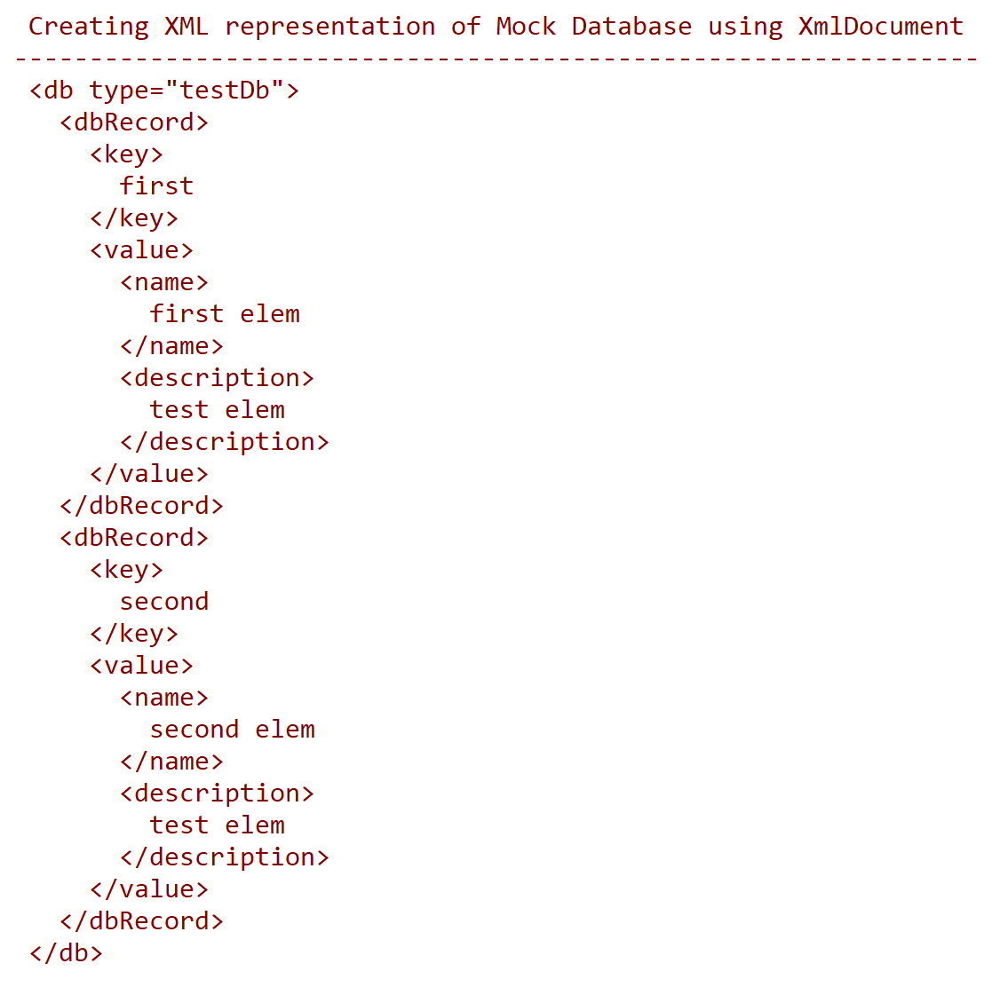 Creating XML representation of Mock Database using XmlDocument
----------------------------------------------------------------
<db type="testDb">
  <dbRecord>
    <key>
      first
    </key>
    <value>
      <name>
        first elem
      </name>
      <description>
        test elem
      </description>
    </value>
  </dbRecord>
  <dbRecord>
    <key>
      second
    </key>
    <value>
      <name>
        second elem
      </name>
      <description>
        test elem
      </description>
    </value>
  </dbRecord>
</db>